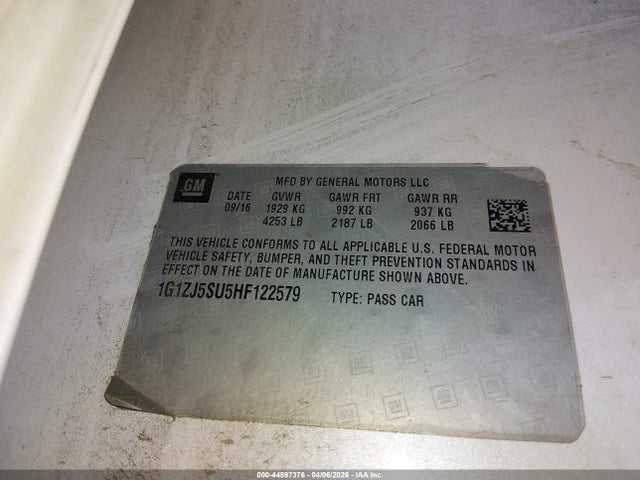 GM
MFD BY GENERAL MOTORS LLC
DATE GVWR GAWR FRT GAWR RR
09/16 1929 KG 992 KG 937 KG
4253 LB 2187 LB 2066 LB
THIS VEHICLE CONFORMS TO ALL APPLICABLE U.S. FEDERAL MOTOR
VEHICLE SAFETY, BUMPER, AND THEFT PREVENTION STANDARDS IN
EFFECT ON THE DATE OF MANUFACTURE SHOWN ABOVE.
1G1ZJ5SU5HF122579 TYPE: PASS CAR
000-44597376 | 04/06/2026 | IAA Inc.